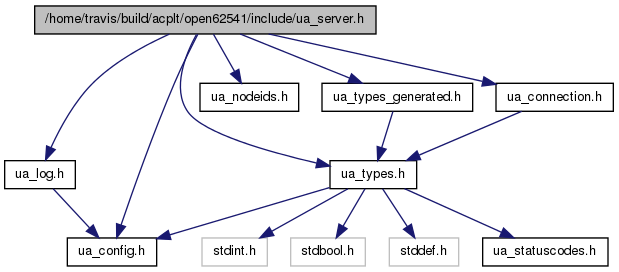 /home/travis/build/acplt/open62541/include/ua_server.h
ua_nodeids.h
ua_types_generated.h
ua_connection.h
ua_log.h
ua_types.h
ua_config.h
stdint.h
stdbool.h
stddef.h
ua_statuscodes.h